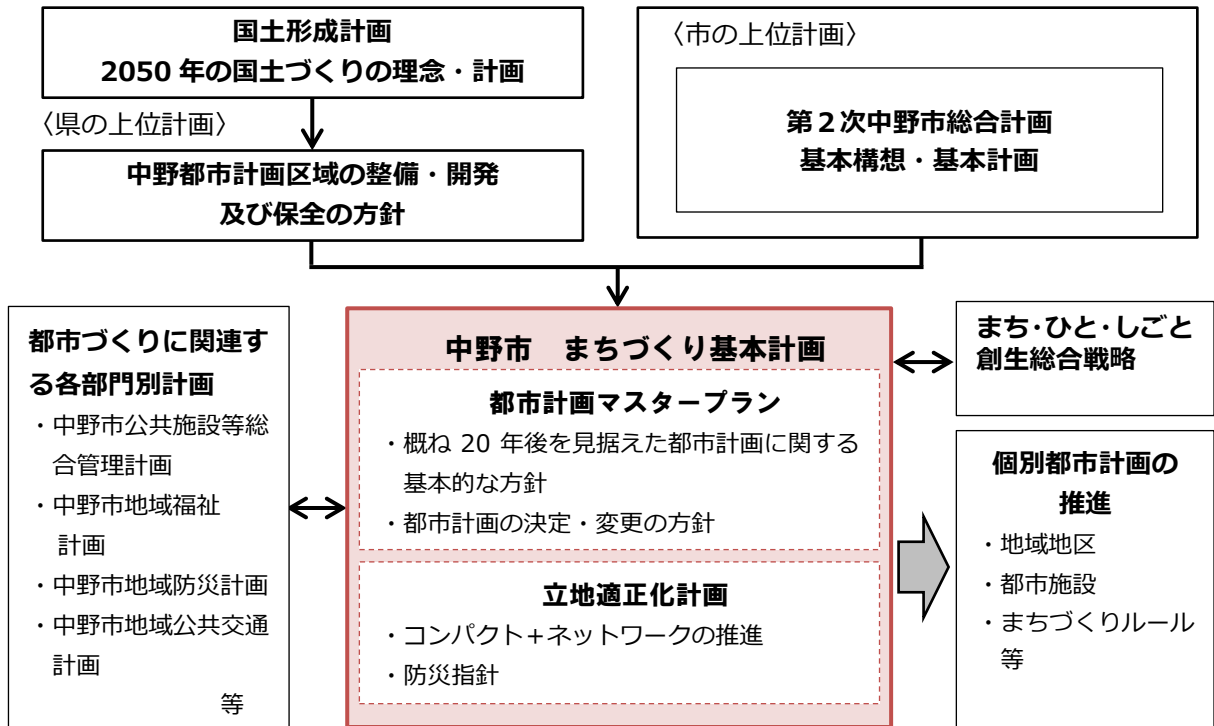 国土形成計画
2050 年の国土づくりの理念・計画
〈県の上位計画〉
中野都市計画区域の整備・開発
及び保全の方針
〈市の上位計画〉
第２次中野市総合計画
基本構想・基本計画
都市づくりに関連す
る各部門別計画
・中野市公共施設等総
合管理計画
・中野市地域福祉
計画
・中野市地域防災計画
・中野市地域公共交通
計画
等
中野市　まちづくり基本計画
都市計画マスタープラン
・概ね 20 年後を見据えた都市計画に関する
基本的な方針
・都市計画の決定・変更の方針
立地適正化計画
・コンパクト＋ネットワークの推進
・防災指針
まち・ひと・しごと
創生総合戦略
個別都市計画の
推進
・地域地区
・都市施設
・まちづくりルール
等